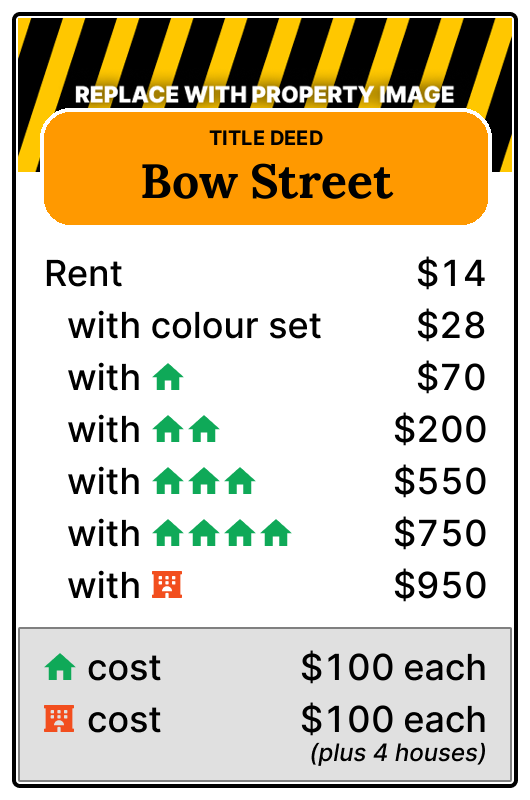 REPLACE WITH PROPERTY IMAGE
TITLE DEED
Bow Street
Rent $14
with colour set $28
with $70
with $200
with $550
with $750
with $950
cost $100 each
cost $100 each
(plus 4 houses)